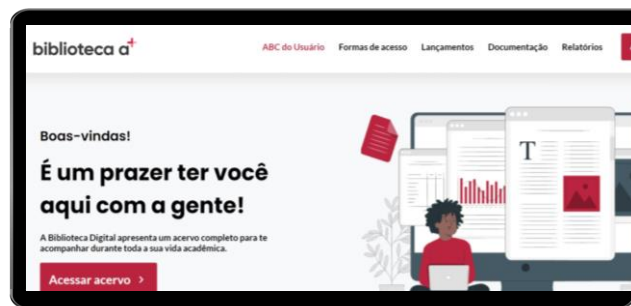 biblioteca a+
ABC do Usuário Formas de acesso Lançamentos Documentação Relatórios
Boas-vindas!
É um prazer ter você
aqui com a gente!
A Biblioteca Digital apresenta um acervo completo para te
acompanhar durante toda a sua vida acadêmica.
T
Acessar acervo >